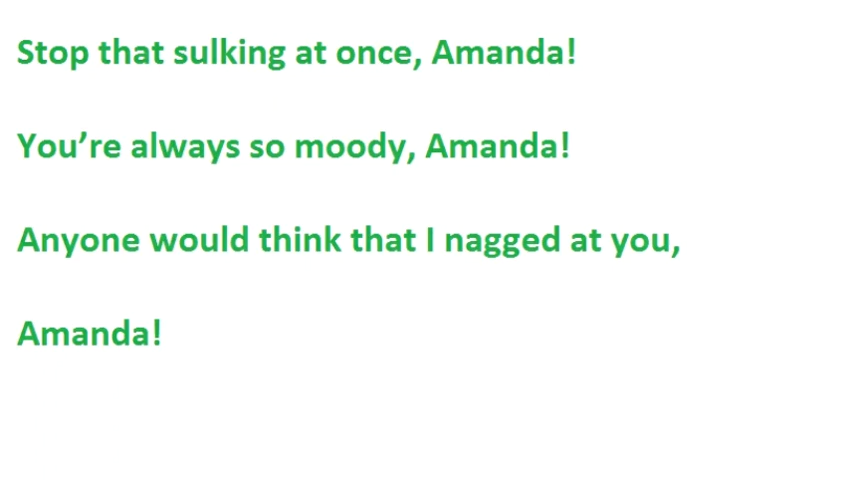 Stop that sulking at once, Amanda!
You’re always so moody, Amanda!
Anyone would think that I nagged at you,
Amanda!